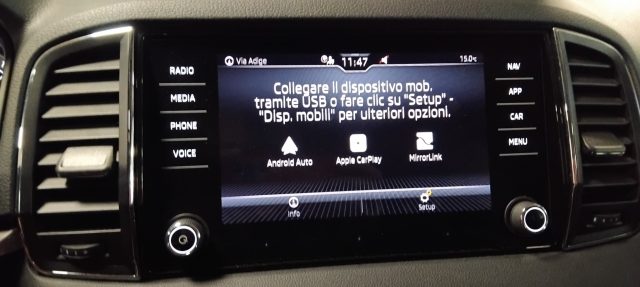 Via Adige 11:47 15.0°C
RADIO
MEDIA
PHONE
VOICE
Collegare il dispositivo mob.
tramite USB o fare clic su "Setup" -
"Disp. mobili" per ulteriori opzioni.
Android Auto Apple CarPlay MirrorLink
Info Setup
NAV
APP
CAR
MENU